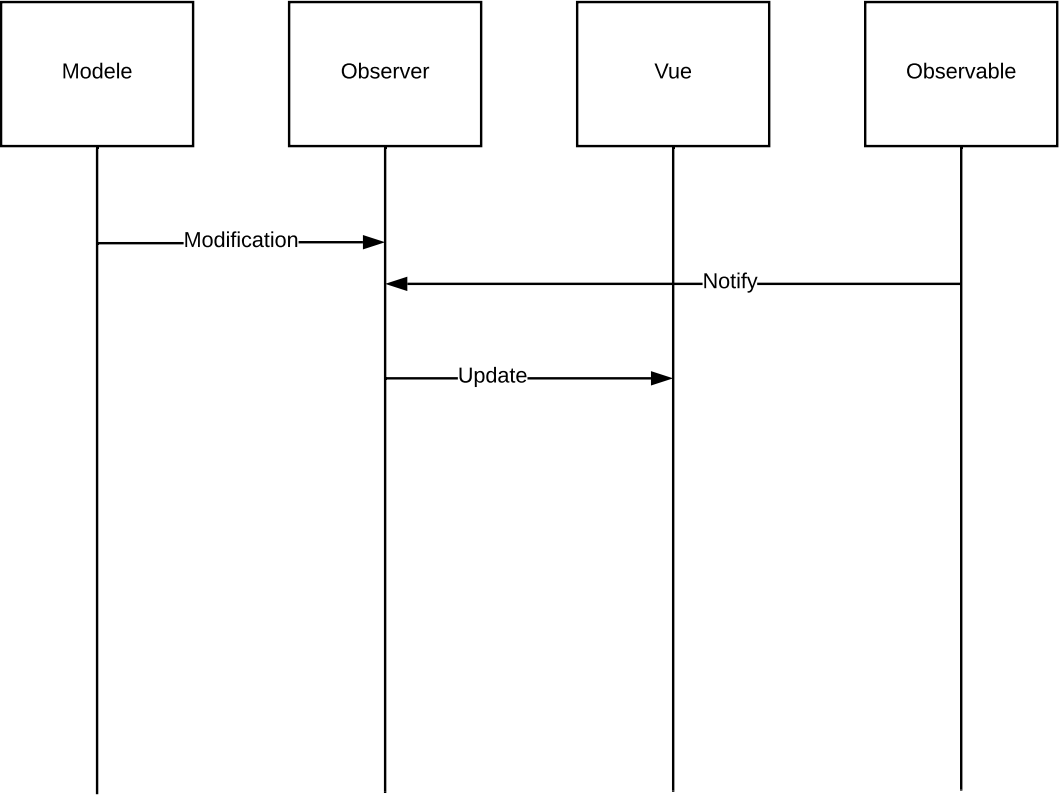 Modele
Observer
Vue
Observable
Modification
Notify
Update